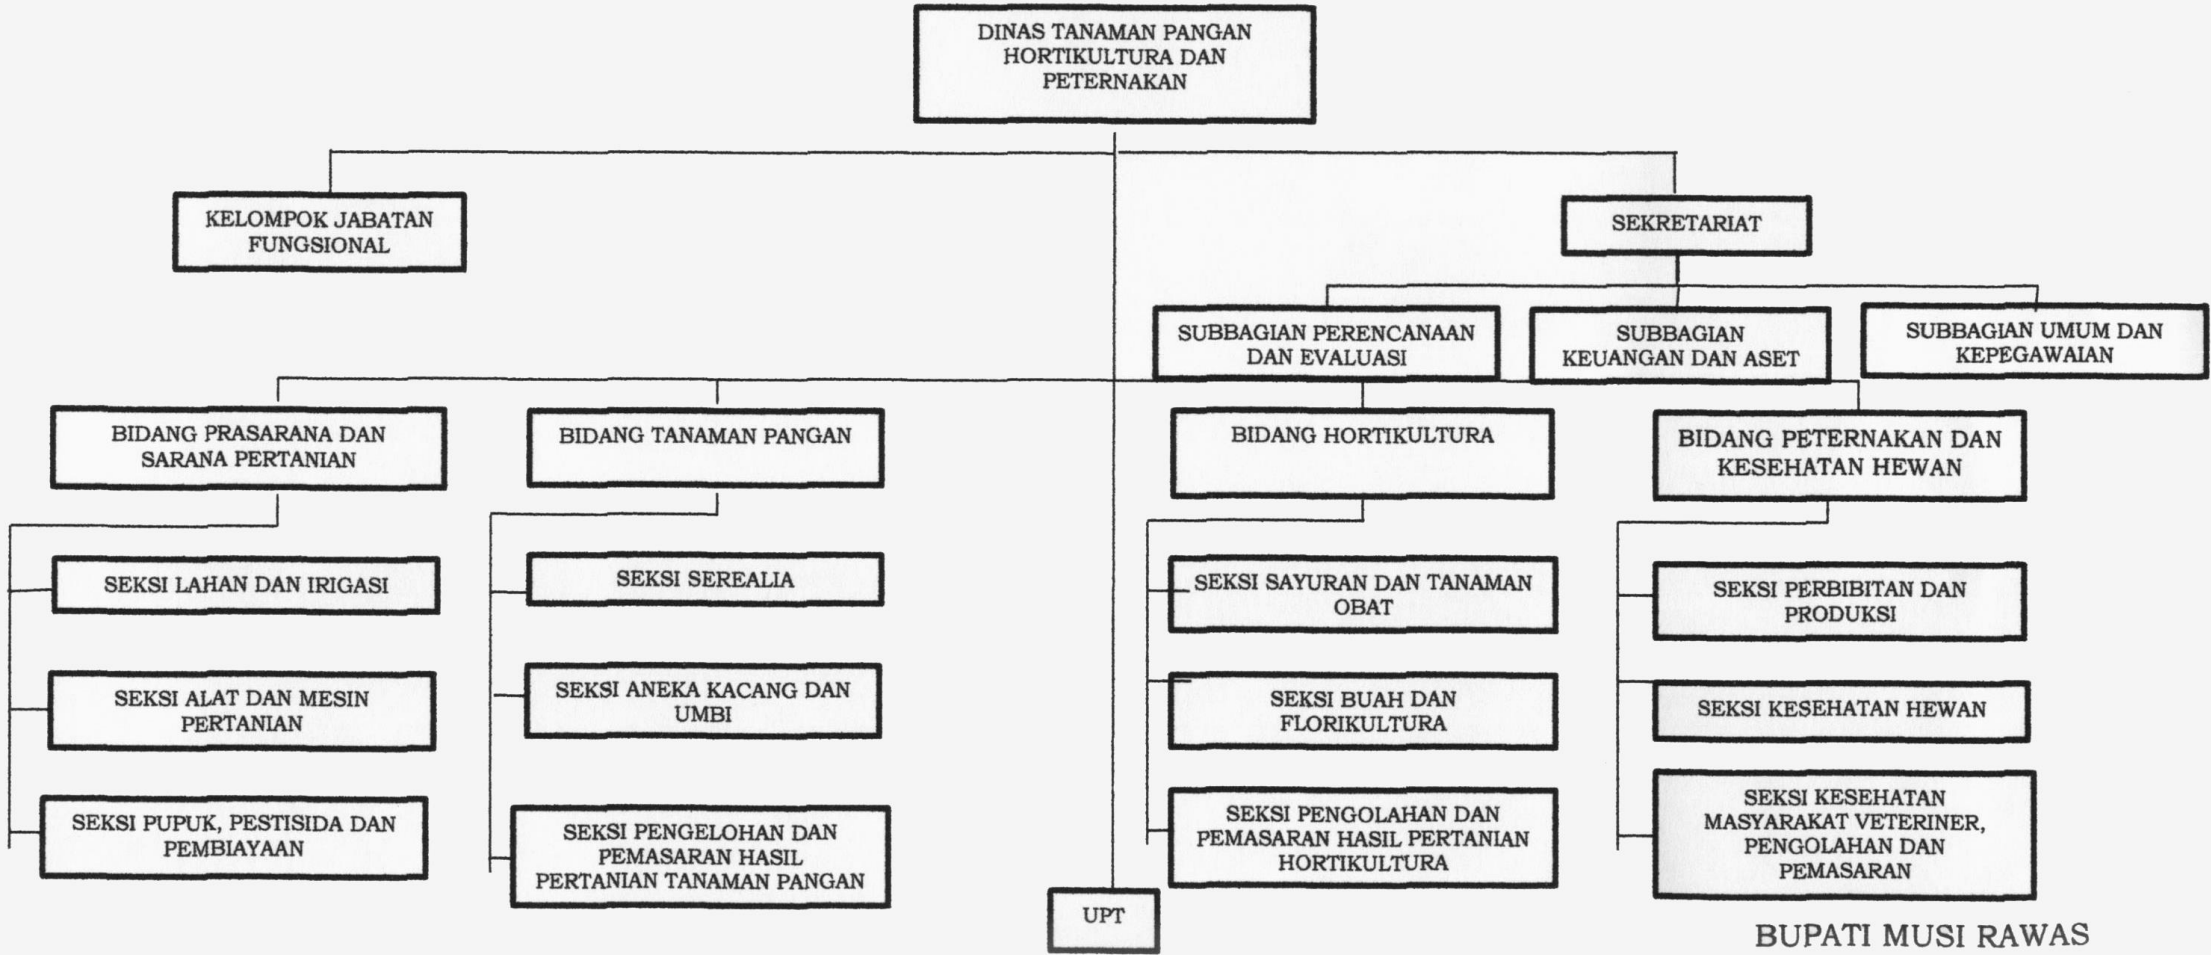 DINAS TANAMAN PANGAN
HORTIKULTURA DAN
PETERNAKAN
KELOMPOK JABATAN
FUNGSIONAL
SEKRETARIAT
SUBBAGIAN PERENCANAAN
DAN EVALUASI
SUBBAGIAN
KEUANGAN DAN ASET
SUBBAGIAN UMUM DAN
KEPEGAWAIAN
BIDANG PRASARANA DAN
SARANA PERTANIAN
SEKSI LAHAN DAN IRIGASI
SEKSI ALAT DAN MESIN
PERTANIAN
SEKSI PUPUK, PESTISIDA DAN
PEMBIAYAAN
BIDANG TANAMAN PANGAN
SEKSI SEREALIA
SEKSI ANEKA KACANG DAN
UMBI
SEKSI PENGELOHAN DAN
PEMASARAN HASIL
PERTANIAN TANAMAN PANGAN
BIDANG HORTIKULTURA
SEKSI SAYURAN DAN TANAMAN
OBAT
SEKSI BUAH DAN
FLORIKULTURA
SEKSI PENGOLAHAN DAN
PEMASARAN HASIL PERTANIAN
HORTIKULTURA
BIDANG PETERNAKAN DAN
KESEHATAN HEWAN
SEKSI PERBIBITAN DAN
PRODUKSI
SEKSI KESEHATAN HEWAN
SEKSI KESEHATAN
MASYARAKAT VETERINER,
PENGOLAHAN DAN
PEMASARAN
UPT
BUPATI MUSI RAWAS